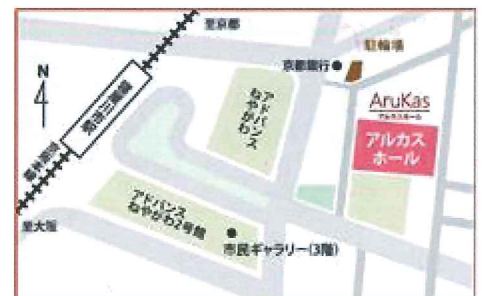 至京都
駐輪場
京都銀行
N
アドバンス
ねやがわ
AruKas
アルカスホール
アルカス
ホール
寝屋川市駅
京阪本線
アドバンス
ねやがわ2号館
至大阪
市民ギャラリー(3階)